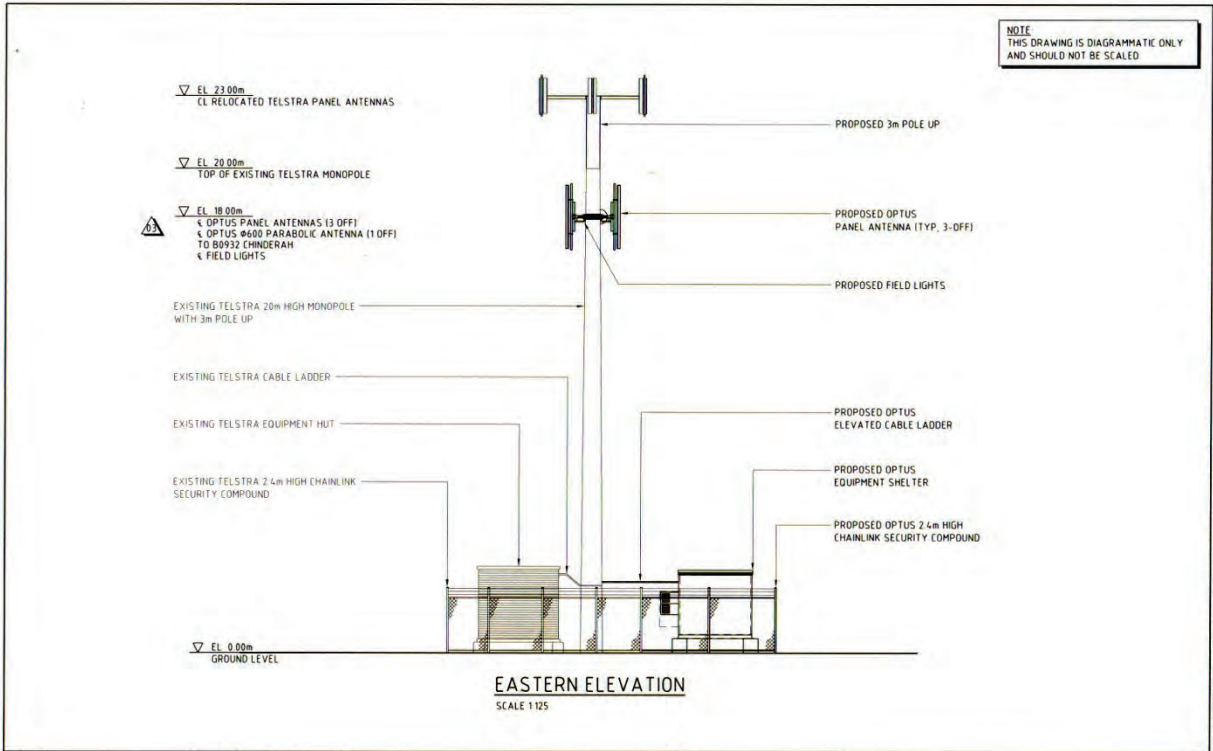 NOTE
THIS DRAWING IS DIAGRAMMATIC ONLY
AND SHOULD NOT BE SCALED
EL 23.00m
CL RELOCATED TELSTRA PANEL ANTENNAS
PROPOSED 3m POLE UP
EL 20.00m
TOP OF EXISTING TELSTRA MONOPOLE
03
EL 18.00m
℄ OPTUS PANEL ANTENNAS (3 OFF)
℄ OPTUS Φ600 PARABOLIC ANTENNA (1 OFF)
TO B0932 CHINDERAH
℄ FIELD LIGHTS
PROPOSED OPTUS
PANEL ANTENNA (TYP, 3-OFF)
PROPOSED FIELD LIGHTS
EXISTING TELSTRA 20m HIGH MONOPOLE
WITH 3m POLE UP
EXISTING TELSTRA CABLE LADDER
PROPOSED OPTUS
ELEVATED CABLE LADDER
EXISTING TELSTRA EQUIPMENT HUT
PROPOSED OPTUS
EQUIPMENT SHELTER
EXISTING TELSTRA 2.4m HIGH CHAINLINK
SECURITY COMPOUND
PROPOSED OPTUS 2.4m HIGH
CHAINLINK SECURITY COMPOUND
EL 0.00m
GROUND LEVEL
EASTERN ELEVATION
SCALE 1:125